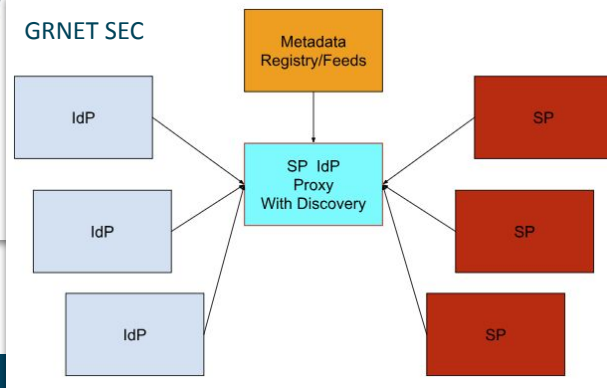 GRNET SEC
Metadata
Registry/Feeds
IdP
SP
SP IdP
Proxy
With Discovery
IdP
SP
IdP
SP